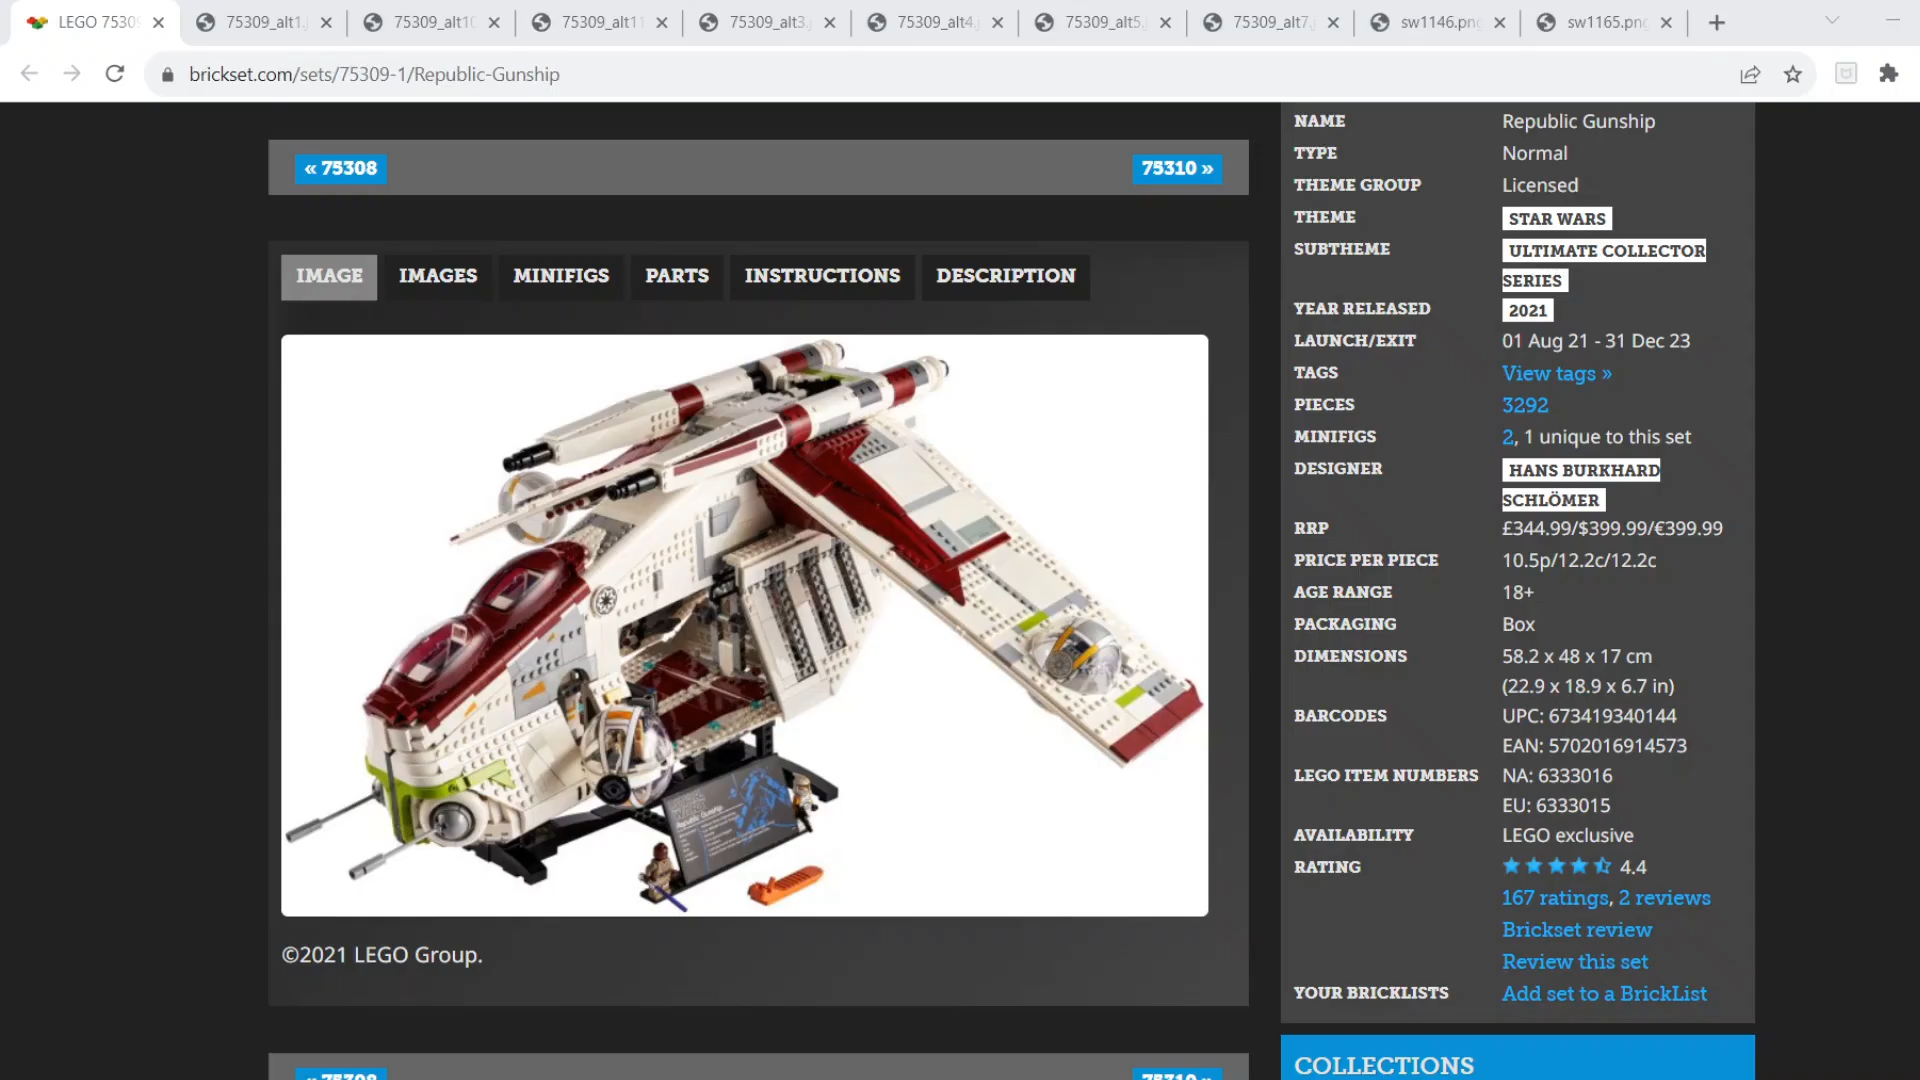 LEGO 75309
75309_alt1.j
75309_alt10
75309_alt11
75309_alt3.j
75309_alt4.j
75309_alt5.j
75309_alt7.j
sw1146.png
sw1165.png
brickset.com/sets/75309-1/Republic-Gunship
« 75308
75310 »
IMAGE
IMAGES
MINIFIGS
PARTS
INSTRUCTIONS
DESCRIPTION
©2021 LEGO Group.
« 75308
75310 »
NAME Republic Gunship
TYPE Normal
THEME GROUP Licensed
THEME STAR WARS
SUBTHEME ULTIMATE COLLECTOR
SERIES
YEAR RELEASED 2021
LAUNCH/EXIT 01 Aug 21 - 31 Dec 23
TAGS View tags »
PIECES 3292
MINIFIGS 2, 1 unique to this set
DESIGNER HANS BURKHARD
SCHLÖMER
RRP £344.99/$399.99/€399.99
PRICE PER PIECE 10.5p/12.2c/12.2c
AGE RANGE 18+
PACKAGING Box
DIMENSIONS 58.2 x 48 x 17 cm
(22.9 x 18.9 x 6.7 in)
BARCODES UPC: 673419340144
EAN: 5702016914573
LEGO ITEM NUMBERS NA: 6333016
EU: 6333015
AVAILABILITY LEGO exclusive
RATING 4.4
167 ratings, 2 reviews
Brickset review
Review this set
YOUR BRICKLISTS Add set to a BrickList
COLLECTIONS